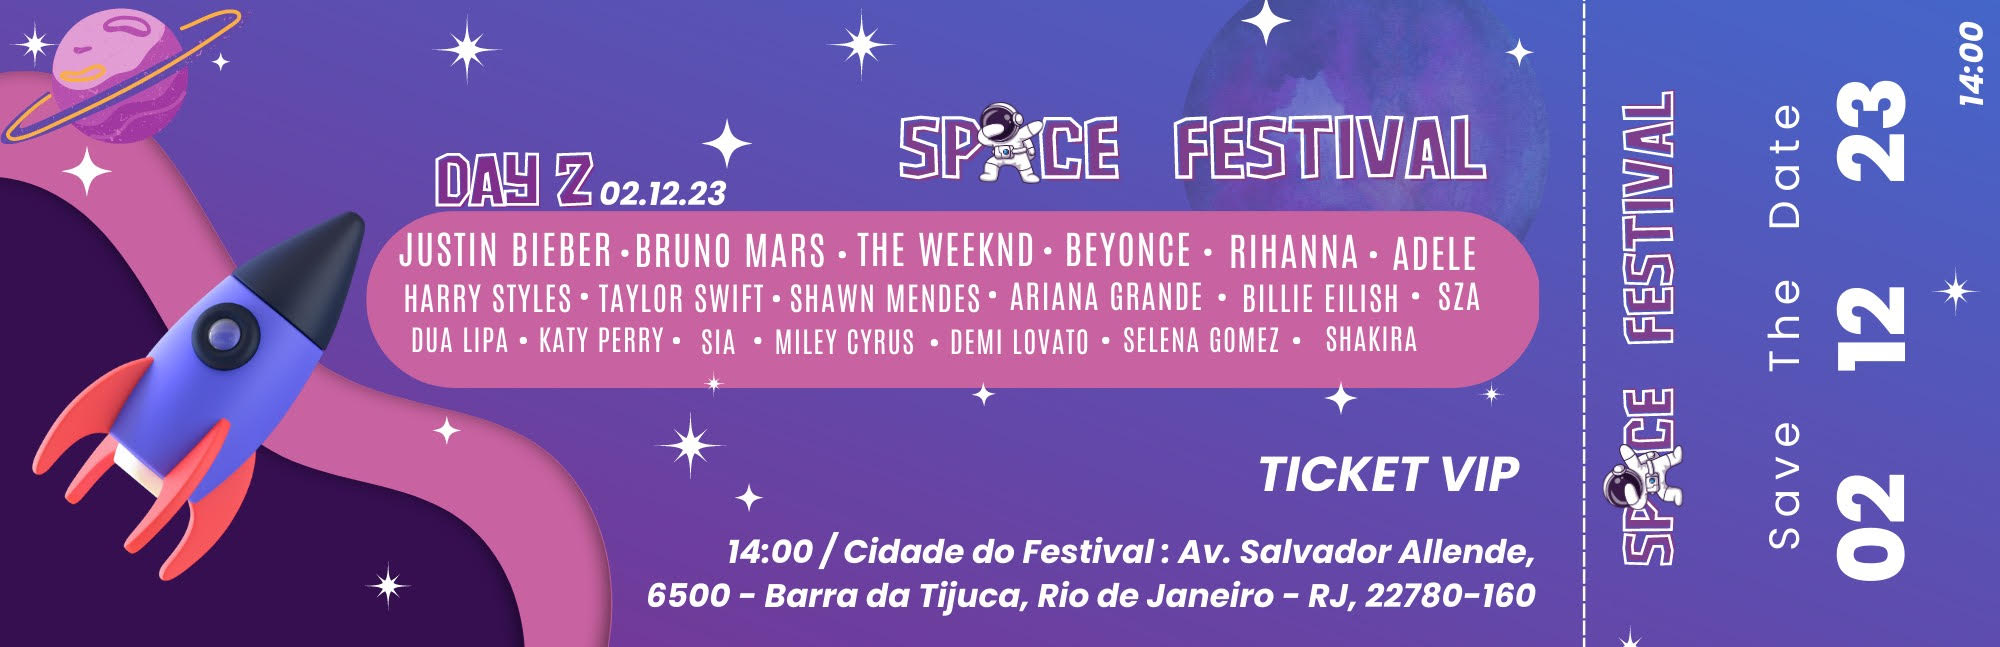 SPACE FESTIVAL
DAY 2 02.12.23
JUSTIN BIEBER • BRUNO MARS • THE WEEKND • BEYONCE • RIHANNA • ADELE
HARRY STYLES • TAYLOR SWIFT • SHAWN MENDES • ARIANA GRANDE • BILLIE EILISH • SZA
DUA LIPA • KATY PERRY • SIA • MILEY CYRUS • DEMI LOVATO • SELENA GOMEZ • SHAKIRA
TICKET VIP
14:00 / Cidade do Festival : Av. Salvador Allende,
6500 - Barra da Tijuca, Rio de Janeiro - RJ, 22780-160
SPACE FESTIVAL
Save The Date
02 12 23
14:00